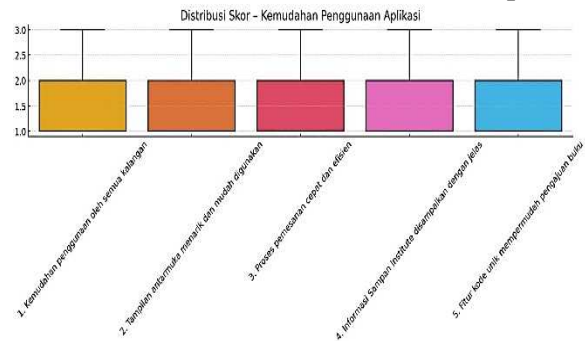 Distribusi Skor – Kemudahan Penggunaan Aplikasi
3.0
2.5
2.0
1.5
1.0
1. Kemudahan penggunaan oleh semua kalangan
2. Tampilan antarmuka menarik dan mudah digunakan
3. Proses pemesanan cepat dan efisien
4. Informasi Sampan Institute disampaikan dengan jelas
5. Fitur kode unik mempermudah pengajuan buku